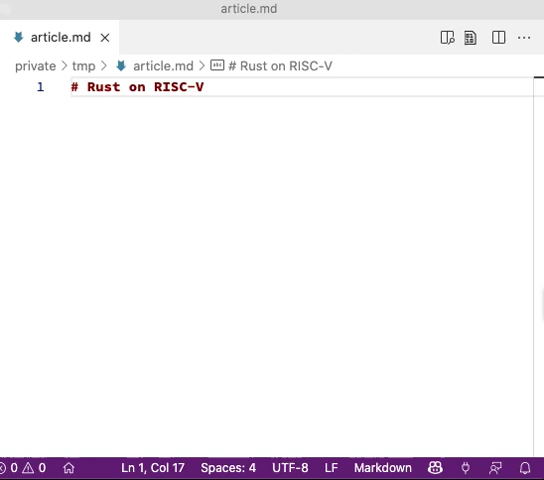 article.md
article.md
private > tmp > article.md > # Rust on RISC-V
1 # Rust on RISC-V
0 0 Ln 1, Col 17 Spaces: 4 UTF-8 LF Markdown